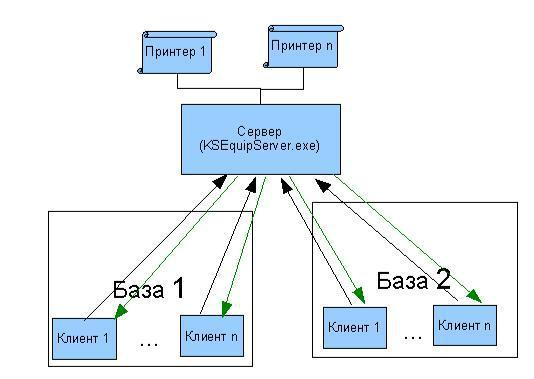 Принтер 1
Принтер n
Сервер
(KSEquipServer.exe)
База 1
Клиент 1
...
Клиент n
База 2
Клиент 1
...
Клиент n